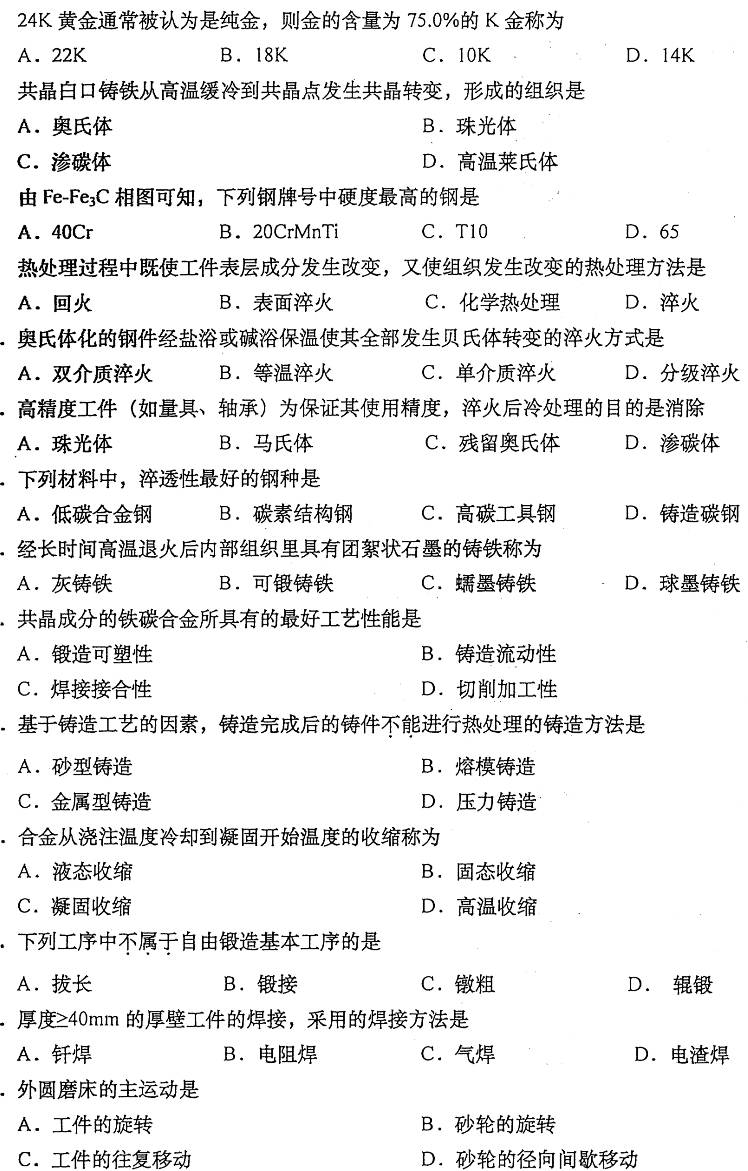 24K 黄金通常被认为是纯金，则金的含量为 75.0%的 K 金称为
A．22K B．18K C．10K D．14K
共晶白口铸铁从高温缓冷到共晶点发生共晶转变，形成的组织是
A．奥氏体 B．珠光体
C．渗碳体 D．高温莱氏体
由 Fe-Fe₃C 相图可知，下列钢牌号中硬度最高的钢是
A．40Cr B．20CrMnTi C．T10 D．65
热处理过程中既使工件表层成分发生改变，又使组织发生改变的热处理方法是
A．回火 B．表面淬火 C．化学热处理 D．淬火
．奥氏体化的钢件经盐浴或碱浴保温使其全部发生贝氏体转变的淬火方式是
A．双介质淬火 B．等温淬火 C．单介质淬火 D．分级淬火
．高精度工件（如量具、轴承）为保证其使用精度，淬火后冷处理的目的是消除
A．珠光体 B．马氏体 C．残留奥氏体 D．渗碳体
．下列材料中，淬透性最好的钢种是
A．低碳合金钢 B．碳素结构钢 C．高碳工具钢 D．铸造碳钢
．经长时间高温退火后内部组织里具有团絮状石墨的铸铁称为
A．灰铸铁 B．可锻铸铁 C．蠕墨铸铁 D．球墨铸铁
．共晶成分的铁碳合金所具有的最好工艺性能是
A．锻造可塑性 B．铸造流动性
C．焊接接合性 D．切削加工性
．基于铸造工艺的因素，铸造完成后的铸件不能进行热处理的铸造方法是
A．砂型铸造 B．熔模铸造
C．金属型铸造 D．压力铸造
．合金从浇注温度冷却到凝固开始温度的收缩称为
A．液态收缩 B．固态收缩
C．凝固收缩 D．高温收缩
．下列工序中不属于自由锻造基本工序的是
A．拔长 B．锻接 C．镦粗 D． 辊锻
．厚度≥40mm 的厚壁工件的焊接，采用的焊接方法是
A．钎焊 B．电阻焊 C．气焊 D．电渣焊
．外圆磨床的主运动是
A．工件的旋转 B．砂轮的旋转
C．工件的往复移动 D．砂轮的径向间歇移动